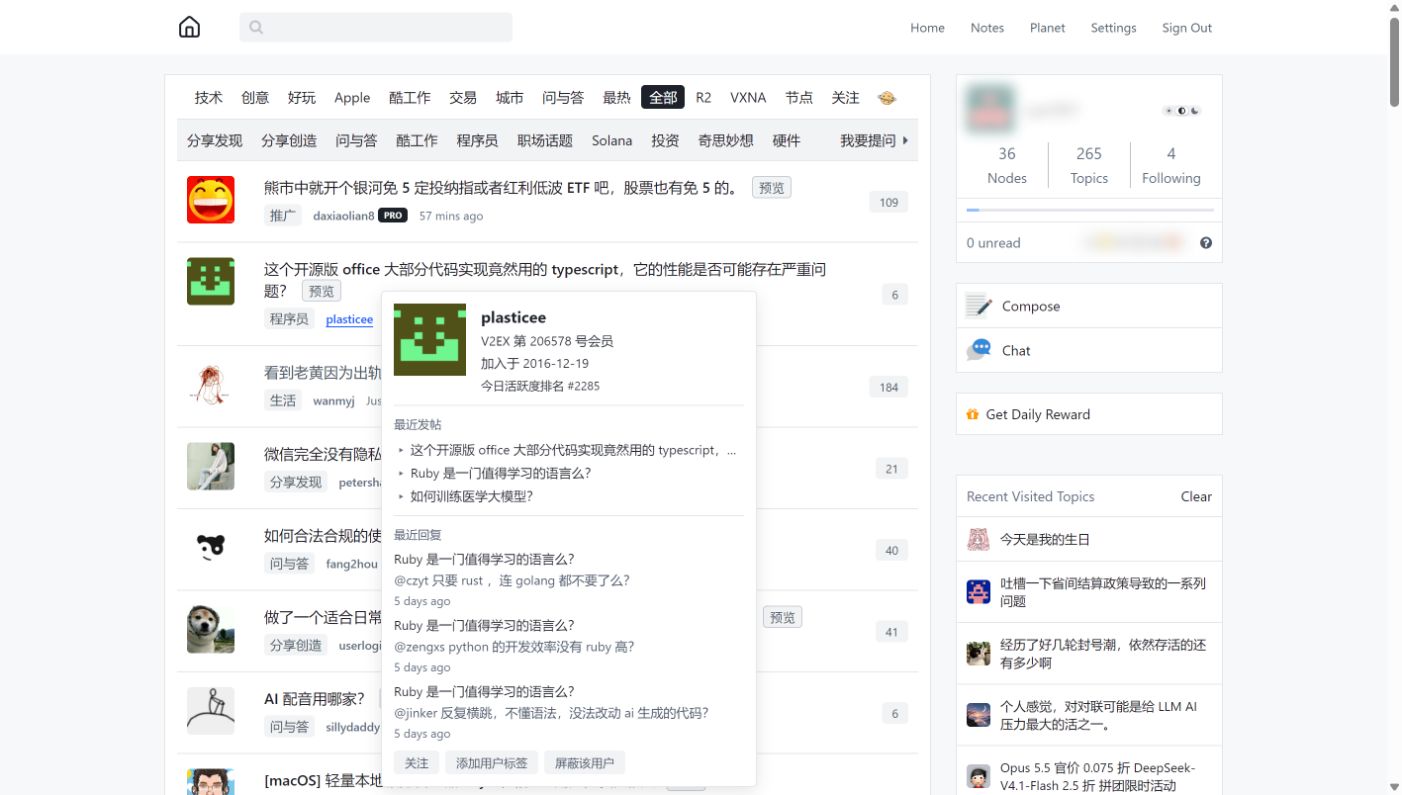 Home Notes Planet Settings Sign Out
技术 创意 好玩 Apple 酷工作 交易 城市 问与答 最热 全部 R2 VXNA 节点 关注
分享发现 分享创造 问与答 酷工作 程序员 职场话题 Solana 投资 奇思妙想 硬件 我要提问
熊市中就开个银河免 5 定投纳指或者红利低波 ETF 吧，股票也有免 5 的。 预览
109
推广 daxiaolian8 PRO 57 mins ago
这个开源版 office 大部分代码实现竟然用的 typescript，它的性能是否可能存在严重问
题？ 预览
6
程序员 plasticee
看到老黄因为出轨
184
生活 wanmyj Jus
微信完全没有隐私
21
分享发现 petersha
如何合法合规的使
40
问与答 fang2hou
做了一个适合日常
预览
41
分享创造 userlogi
AI 配音用哪家？
6
问与答 sillydaddy
[macOS] 轻量本地
plasticee
V2EX 第 206578 号会员
加入于 2016-12-19
今日活跃度排名 #2285
最近发帖
这个开源版 office 大部分代码实现竟然用的 typescript，...
Ruby 是一门值得学习的语言么？
如何训练医学大模型？
最近回复
Ruby 是一门值得学习的语言么？
@czyt 只要 rust ，连 golang 都不要了么？
5 days ago
Ruby 是一门值得学习的语言么？
@zengxs python 的开发效率没有 ruby 高？
5 days ago
Ruby 是一门值得学习的语言么？
@jinker 反复横跳，不懂语法，没法改动 ai 生成的代码？
5 days ago
关注 添加用户标签 屏蔽该用户
36 265 4
Nodes Topics Following
0 unread
Compose
Chat
Get Daily Reward
Recent Visited Topics Clear
今天是我的生日
吐槽一下省间结算政策导致的一系列
问题
经历了好几轮封号潮，依然存活的还
有多少啊
个人感觉，对对联可能是给 LLM AI
压力最大的活之一。
Opus 5.5 官价 0.075 折 DeepSeek-
V4.1-Flash 2.5 折 拼团限时活动